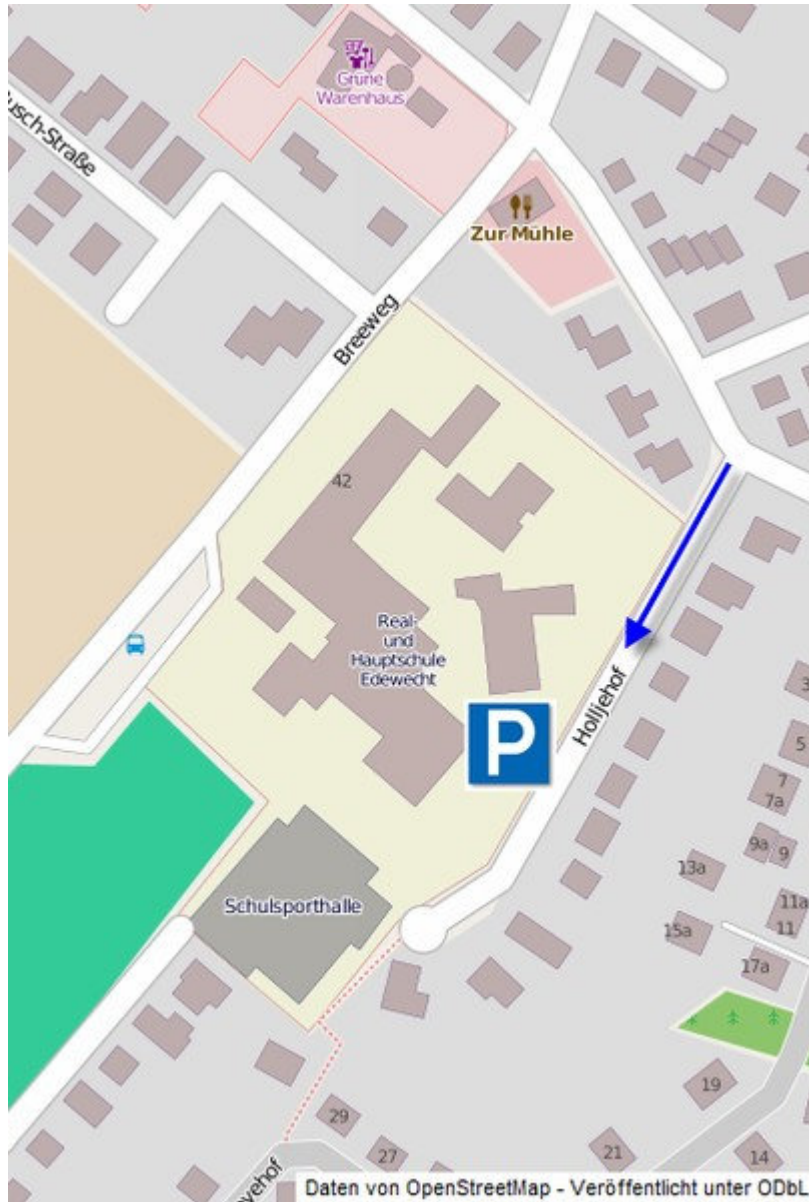 Grüne
Warenhaus
usch-Straße
Zur Mühle
Breeweg
42
Real-
und
Hauptschule
Edewecht
P
Holljehof
3
5
7
7a
9a
9
13a
11a
11
15a
17a
Schulsporthalle
19
29
27
21
14
yehof
Daten von OpenStreetMap - Veröffentlicht unter ODbL